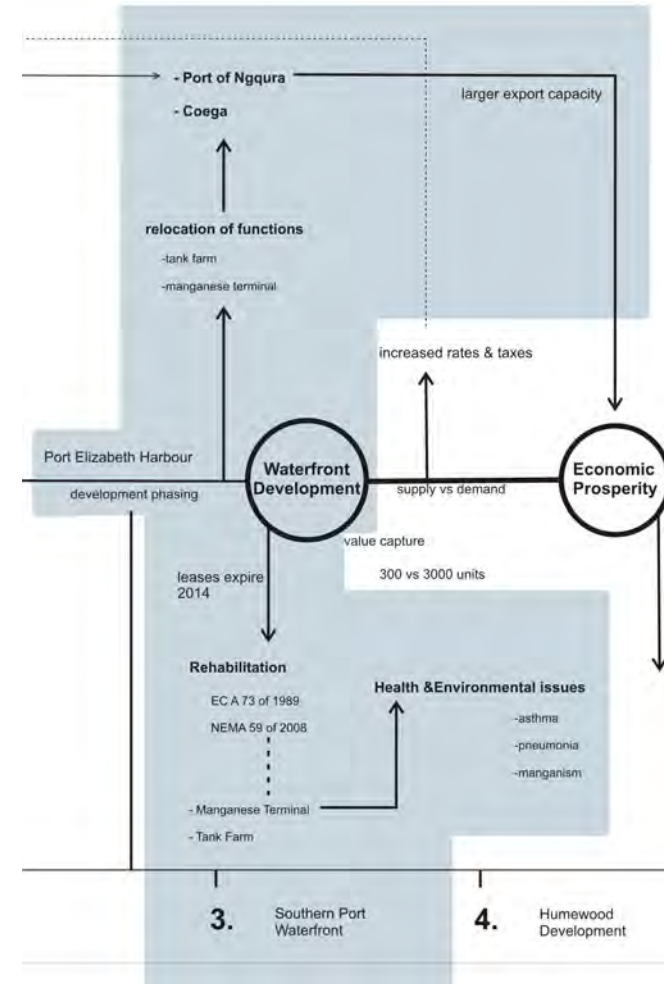 - Port of Ngqura
larger export capacity
- Coega
relocation of functions
-tank farm
-manganese terminal
increased rates & taxes
Port Elizabeth Harbour
development phasing
Waterfront
Development
supply vs demand
Economic
Prosperity
value capture
300 vs 3000 units
leases expire
2014
Rehabilitation
EC A 73 of 1989
NEMA 59 of 2008
Health &Environmental issues
-asthma
-pneumonia
-manganism
- Manganese Terminal
- Tank Farm
3.
Southern Port
Waterfront
4.
Humewood
Development